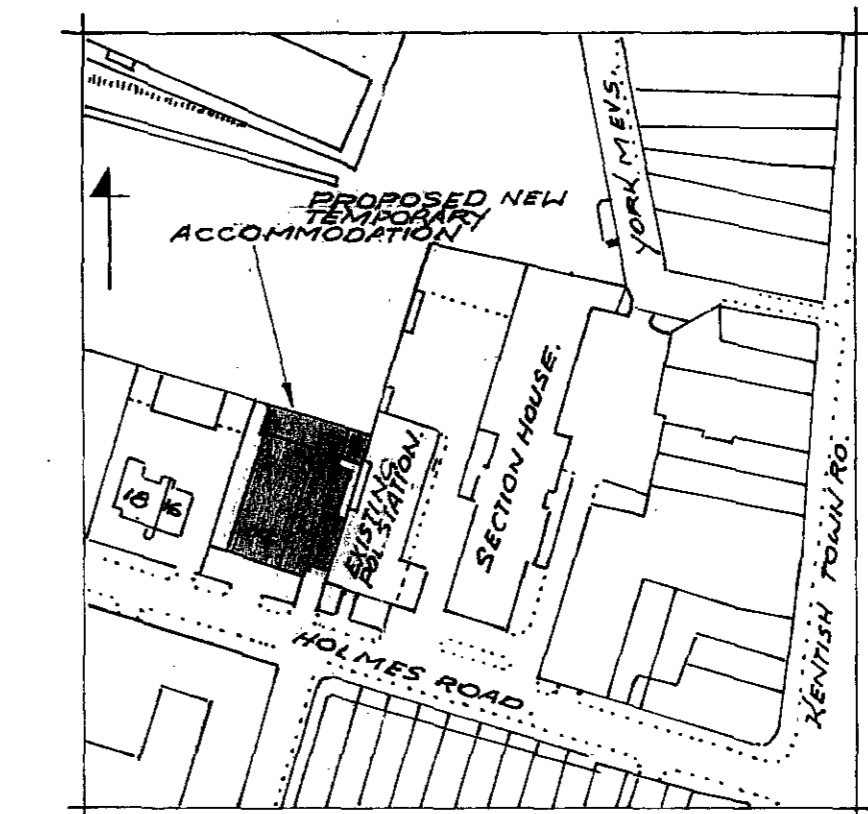 YORK MEWS.
PROPOSED NEW
TEMPORARY
ACCOMMODATION
SECTION HOUSE.
EXISTING
POL. STATION.
18
16
KENTISH TOWN RD.
HOLMES ROAD